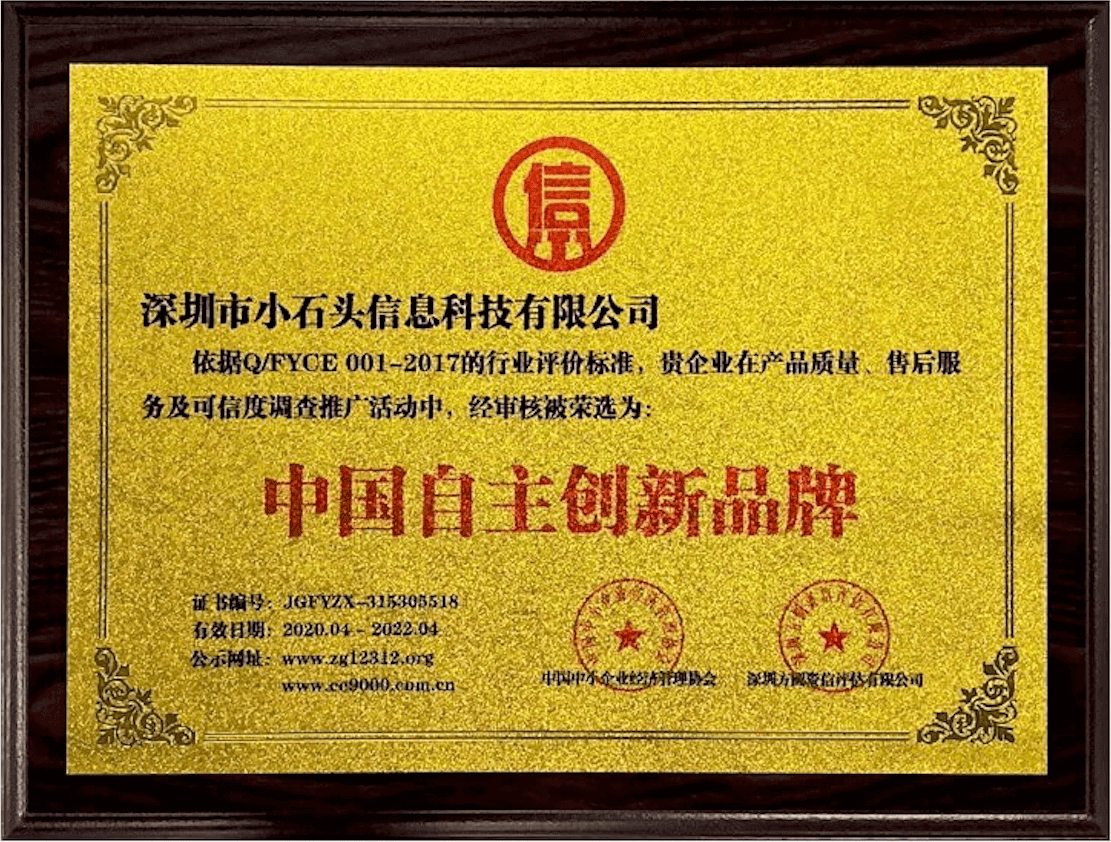 信
深圳市小石头信息科技有限公司
依据Q/FYCE 001-2017的行业评价标准，贵企业在产品质量、售后服
务及可信度调查推广活动中，经审核被荣选为：
中国自主创新品牌
证书编号：JGFYZX-315305518
有效日期：2020.04-2022.04
公示网址：www.zg12312.org
www.cc9000.com.cn
中国中小企业经济管理协会
深圳方圆资信评估有限公司